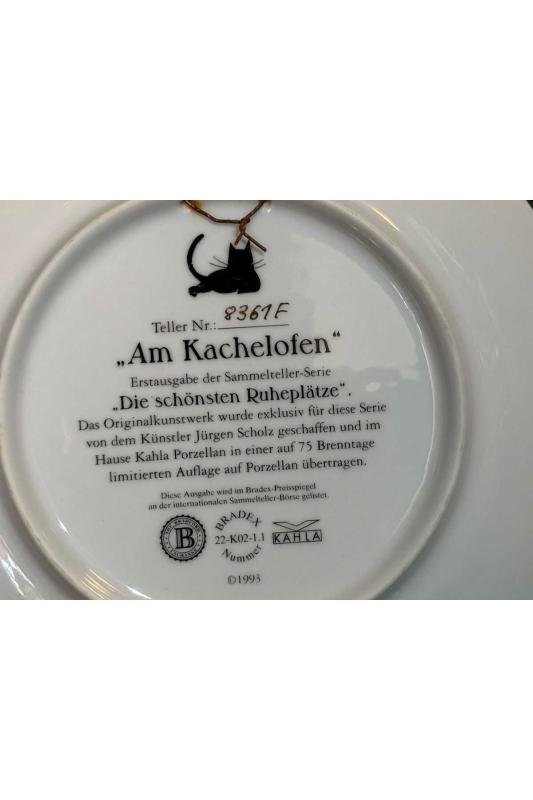 Teller Nr.: 8361F
„Am Kachelofen“
Erstausgabe der Sammelteller-Serie
„Die schönsten Ruheplätze“.
Das Originalkunstwerk wurde exklusiv für diese Serie
von dem Künstler Jürgen Scholz geschaffen und im
Hause Kahla Porzellan in einer auf 75 Brenntage
limitierten Auflage auf Porzellan übertragen.
Diese Ausgabe wird im Bradex-Preisspiegel
an der internationalen Sammelteller-Börse gelistet.
B
BRADEX
22-K02-1.1
Nummer
KAHLA
©1993